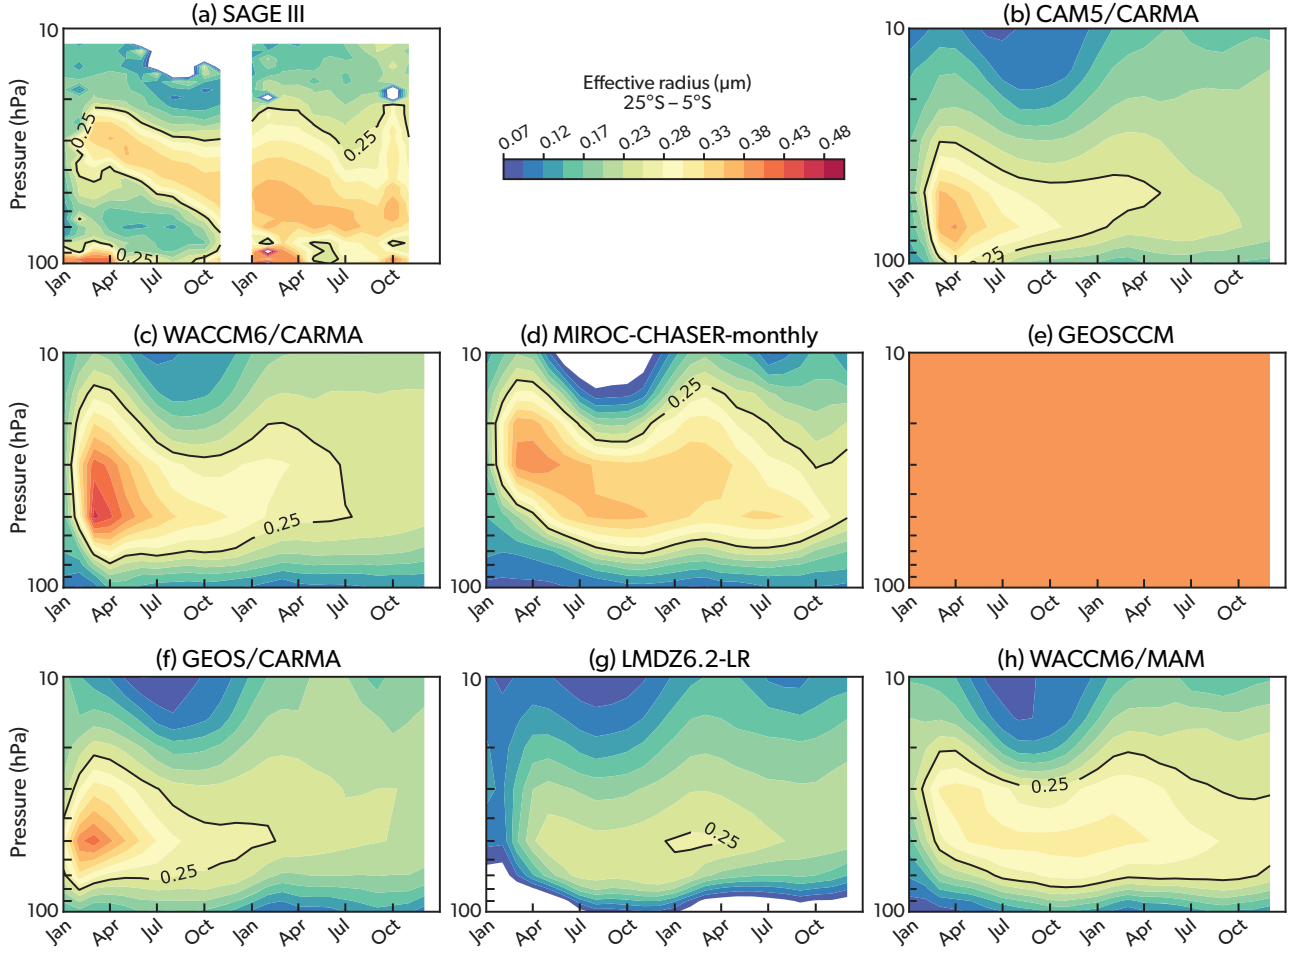 (a) SAGE III
(b) CAM5/CARMA
Effective radius (µm)
25°S – 5°S
0.07 0.12 0.17 0.23 0.28 0.33 0.38 0.43 0.48
Pressure (hPa)
10
100
0.25
0.25
0.25
Jan Apr Jul Oct Jan Apr Jul Oct
10
100
0.25
Jan Apr Jul Oct Jan Apr Jul Oct
(c) WACCM6/CARMA
(d) MIROC-CHASER-monthly
(e) GEOSCCM
Pressure (hPa)
10
100
0.25
Jan Apr Jul Oct Jan Apr Jul Oct
10
100
0.25
Jan Apr Jul Oct Jan Apr Jul Oct
10
100
Jan Apr Jul Oct Jan Apr Jul Oct
(f) GEOS/CARMA
(g) LMDZ6.2-LR
(h) WACCM6/MAM
Pressure (hPa)
10
100
0.25
Jan Apr Jul Oct Jan Apr Jul Oct
10
100
0.25
Jan Apr Jul Oct Jan Apr Jul Oct
10
100
0.25
Jan Apr Jul Oct Jan Apr Jul Oct